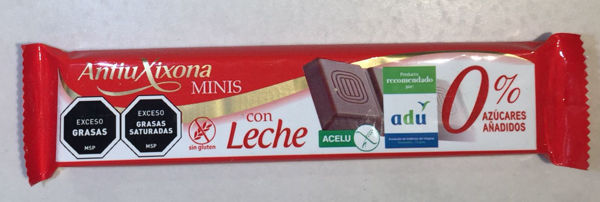 AntiuXixona
MINIS
EXCESO
GRASAS
MSP
EXCESO
GRASAS
SATURADAS
MSP
sin gluten
con
Leche
ACELU
Producto
recomendado
por:
adu
0%
AZÚCARES
AÑADIDOS